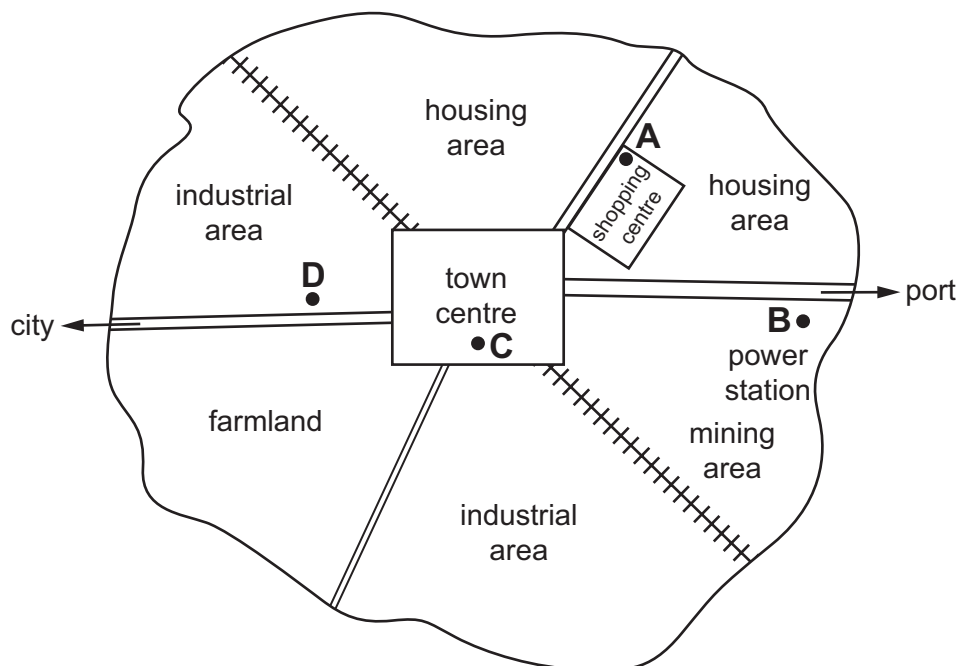 housing
area
A
industrial
area
shopping
centre
housing
area
D
town
centre
port
city
C
B
power
station
farmland
mining
area
industrial
area